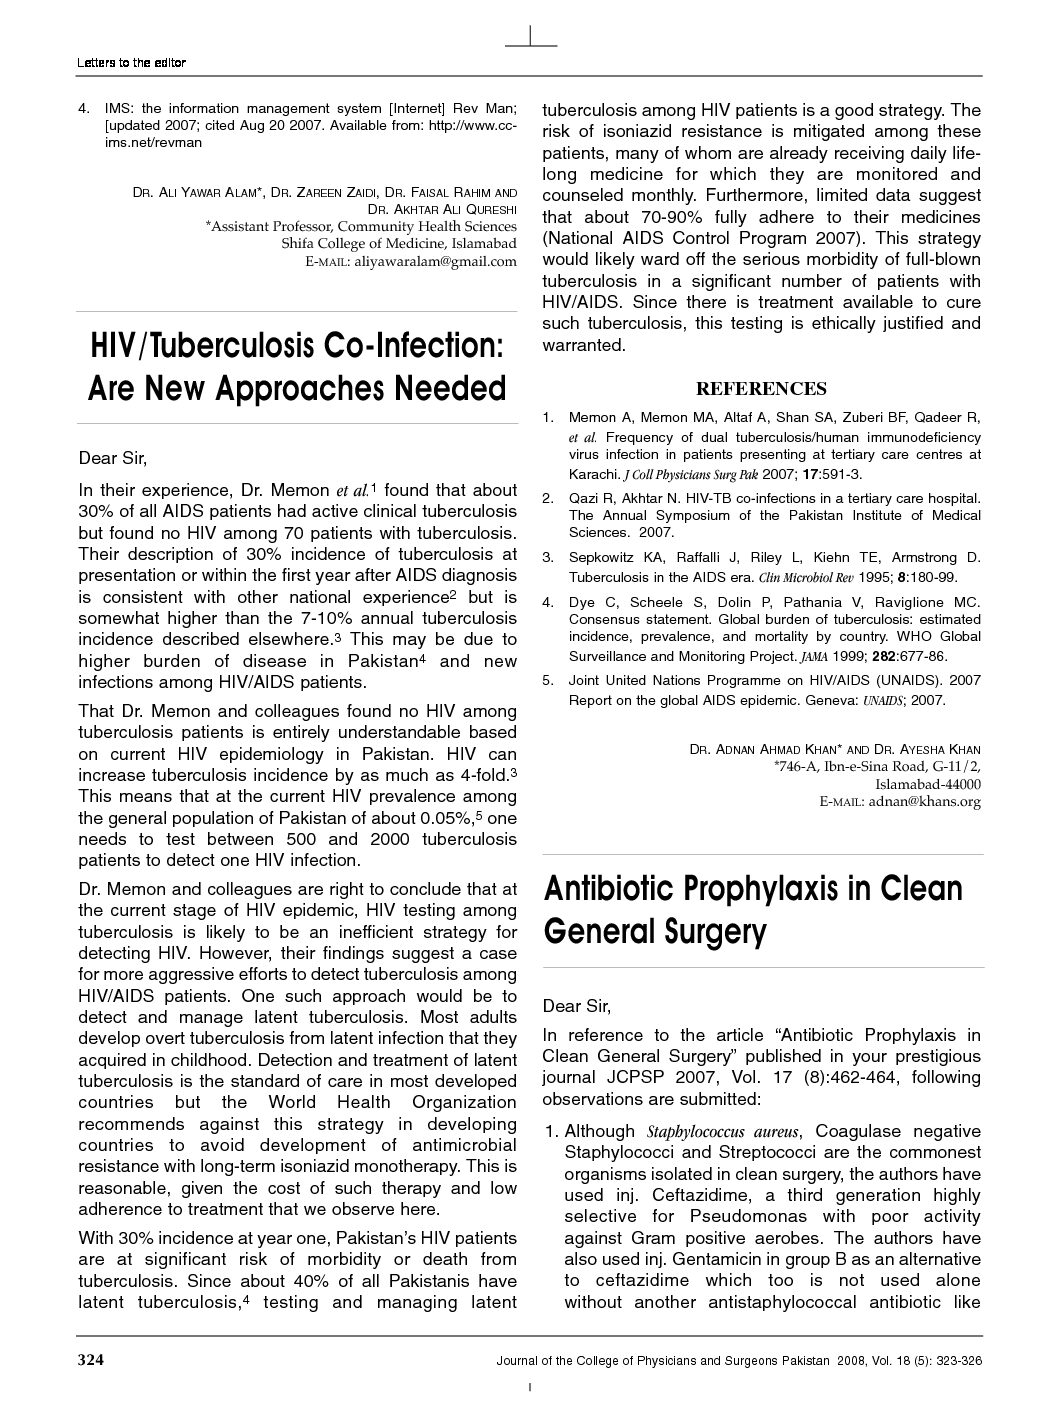 Letters to the editor
4. IMS: the information management system [Internet] Rev Man;
[updated 2007; cited Aug 20 2007. Available from: http://www.cc-
ims.net/revman
DR. ALI YAWAR ALAM*, DR. ZAREEN ZAIDI, DR. FAISAL RAHIM AND
DR. AKHTAR ALI QURESHI
*Assistant Professor, Community Health Sciences
Shifa College of Medicine, Islamabad
E-MAIL: aliyawaralam@gmail.com
HIV/Tuberculosis Co-Infection:
Are New Approaches Needed
Dear Sir,
In their experience, Dr. Memon et al.1 found that about
30% of all AIDS patients had active clinical tuberculosis
but found no HIV among 70 patients with tuberculosis.
Their description of 30% incidence of tuberculosis at
presentation or within the first year after AIDS diagnosis
is consistent with other national experience2 but is
somewhat higher than the 7-10% annual tuberculosis
incidence described elsewhere.3 This may be due to
higher burden of disease in Pakistan4 and new
infections among HIV/AIDS patients.
That Dr. Memon and colleagues found no HIV among
tuberculosis patients is entirely understandable based
on current HIV epidemiology in Pakistan. HIV can
increase tuberculosis incidence by as much as 4-fold.3
This means that at the current HIV prevalence among
the general population of Pakistan of about 0.05%,5 one
needs to test between 500 and 2000 tuberculosis
patients to detect one HIV infection.
Dr. Memon and colleagues are right to conclude that at
the current stage of HIV epidemic, HIV testing among
tuberculosis is likely to be an inefficient strategy for
detecting HIV. However, their findings suggest a case
for more aggressive efforts to detect tuberculosis among
HIV/AIDS patients. One such approach would be to
detect and manage latent tuberculosis. Most adults
develop overt tuberculosis from latent infection that they
acquired in childhood. Detection and treatment of latent
tuberculosis is the standard of care in most developed
countries but the World Health Organization
recommends against this strategy in developing
countries to avoid development of antimicrobial
resistance with long-term isoniazid monotherapy. This is
reasonable, given the cost of such therapy and low
adherence to treatment that we observe here.
With 30% incidence at year one, Pakistan's HIV patients
are at significant risk of morbidity or death from
tuberculosis. Since about 40% of all Pakistanis have
latent tuberculosis,4 testing and managing latent
tuberculosis among HIV patients is a good strategy. The
risk of isoniazid resistance is mitigated among these
patients, many of whom are already receiving daily life-
long medicine for which they are monitored and
counseled monthly. Furthermore, limited data suggest
that about 70-90% fully adhere to their medicines
(National AIDS Control Program 2007). This strategy
would likely ward off the serious morbidity of full-blown
tuberculosis in a significant number of patients with
HIV/AIDS. Since there is treatment available to cure
such tuberculosis, this testing is ethically justified and
warranted.
REFERENCES
1. Memon A, Memon MA, Altaf A, Shan SA, Zuberi BF, Qadeer R,
et al. Frequency of dual tuberculosis/human immunodeficiency
virus infection in patients presenting at tertiary care centres at
Karachi. J Coll Physicians Surg Pak 2007; 17:591-3.
2. Qazi R, Akhtar N. HIV-TB co-infections in a tertiary care hospital.
The Annual Symposium of the Pakistan Institute of Medical
Sciences. 2007.
3. Sepkowitz KA, Raffalli J, Riley L, Kiehn TE, Armstrong D.
Tuberculosis in the AIDS era. Clin Microbiol Rev 1995; 8:180-99.
4. Dye C, Scheele S, Dolin P, Pathania V, Raviglione MC.
Consensus statement. Global burden of tuberculosis: estimated
incidence, prevalence, and mortality by country. WHO Global
Surveillance and Monitoring Project. JAMA 1999; 282:677-86.
5. Joint United Nations Programme on HIV/AIDS (UNAIDS). 2007
Report on the global AIDS epidemic. Geneva: UNAIDS; 2007.
DR. ADNAN AHMAD KHAN* AND DR. AYESHA KHAN
*746-A, Ibn-e-Sina Road, G-11/2,
Islamabad-44000
E-MAIL: adnan@khans.org
Antibiotic Prophylaxis in Clean
General Surgery
Dear Sir,
In reference to the article “Antibiotic Prophylaxis in
Clean General Surgery” published in your prestigious
journal JCPSP 2007, Vol. 17 (8):462-464, following
observations are submitted:
1. Although Staphylococcus aureus, Coagulase negative
Staphylococci and Streptococci are the commonest
organisms isolated in clean surgery, the authors have
used inj. Ceftazidime, a third generation highly
selective for Pseudomonas with poor activity
against Gram positive aerobes. The authors have
also used inj. Gentamicin in group B as an alternative
to ceftazidime which too is not used alone
without another antistaphylococcal antibiotic like
324
Journal of the College of Physicians and Surgeons Pakistan 2008, Vol. 18 (5): 323-326